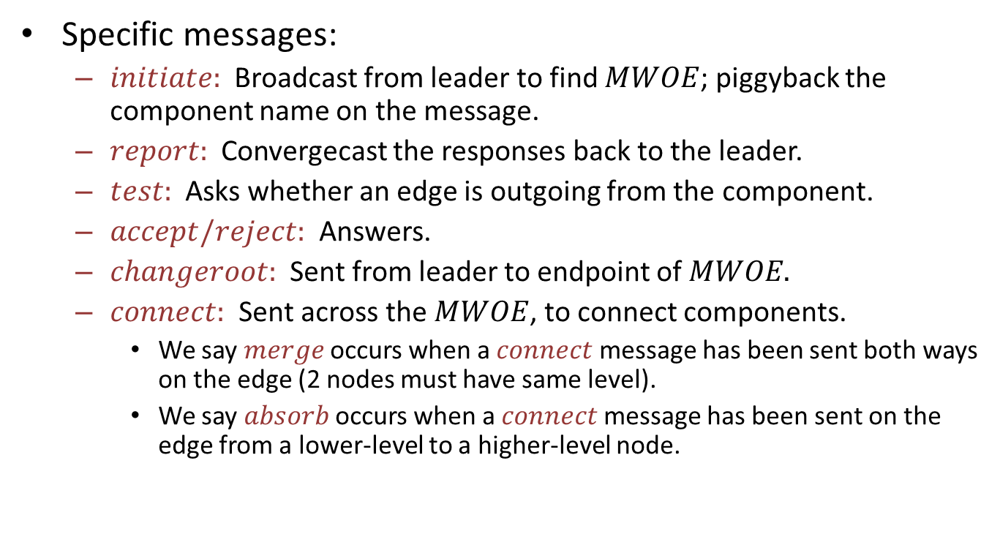 • Specific messages:
– initiate: Broadcast from leader to find MWOE; piggyback the
component name on the message.
– report: Convergecast the responses back to the leader.
– test: Asks whether an edge is outgoing from the component.
– accept/reject: Answers.
– changeroot: Sent from leader to endpoint of MWOE.
– connect: Sent across the MWOE, to connect components.
• We say merge occurs when a connect message has been sent both ways
on the edge (2 nodes must have same level).
• We say absorb occurs when a connect message has been sent on the
edge from a lower-level to a higher-level node.